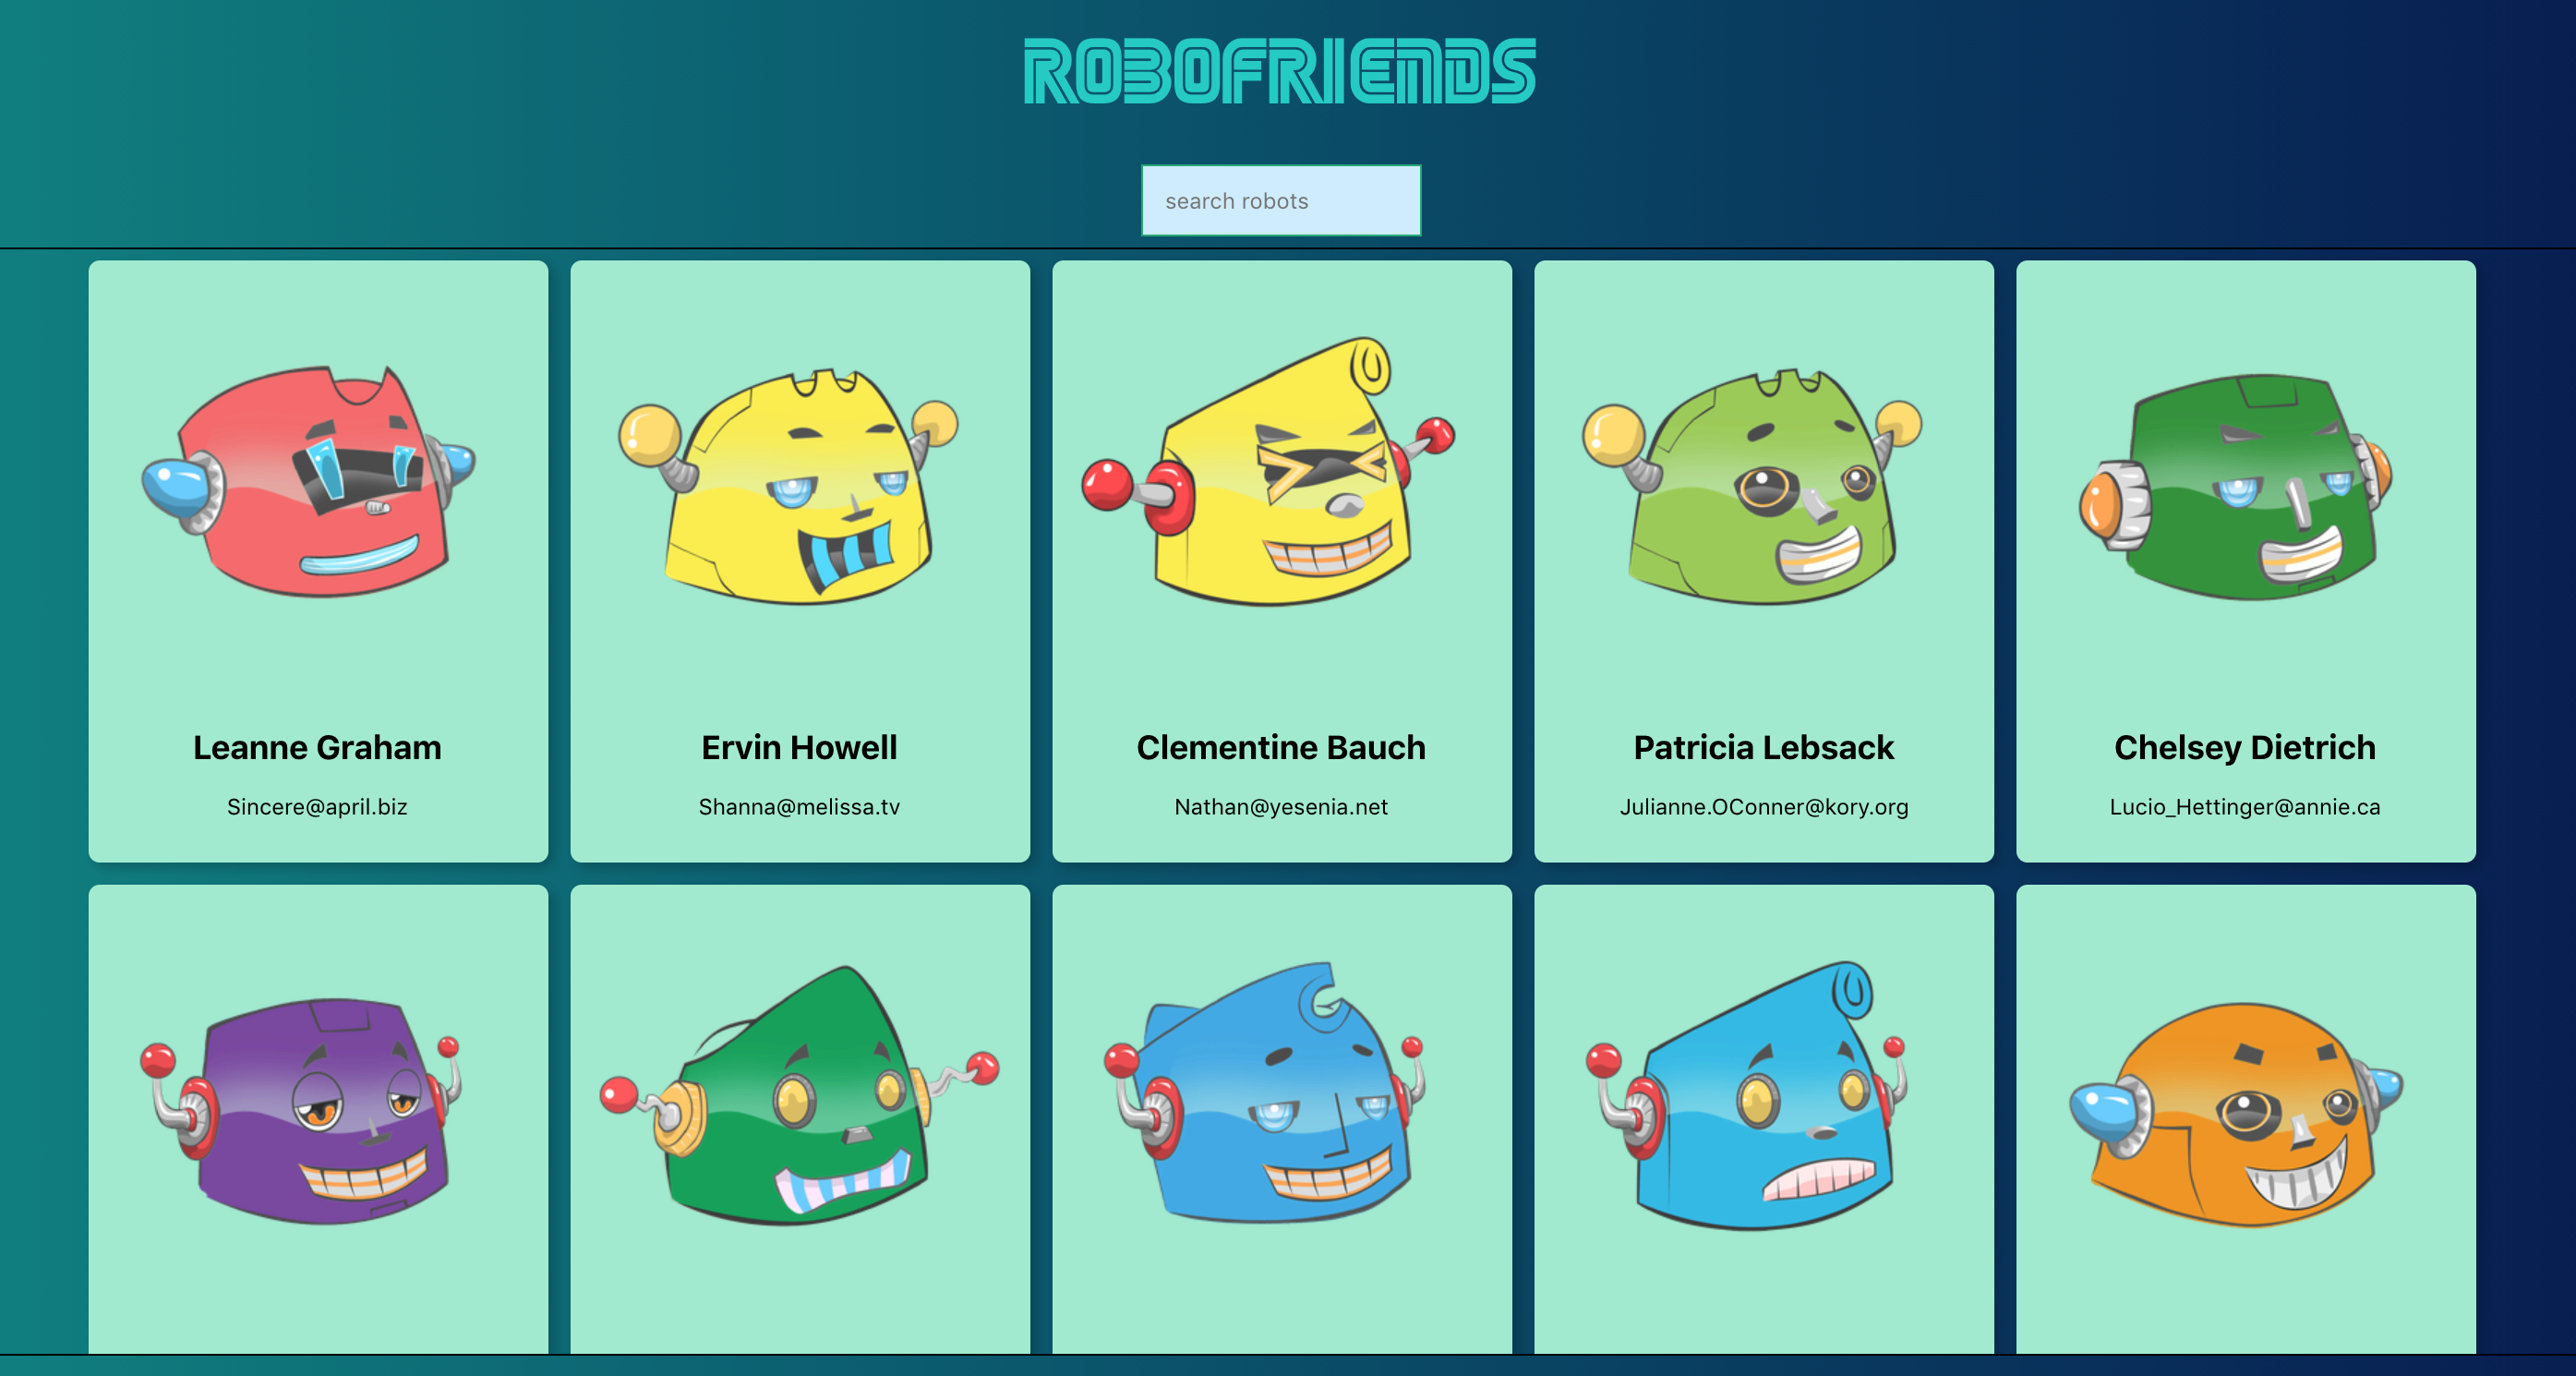 ROBOFRIENDS
search robots
Leanne Graham
Sincere@april.biz
Ervin Howell
Shanna@melissa.tv
Clementine Bauch
Nathan@yesenia.net
Patricia Lebsack
Julianne.OConner@kory.org
Chelsey Dietrich
Lucio_Hettinger@annie.ca